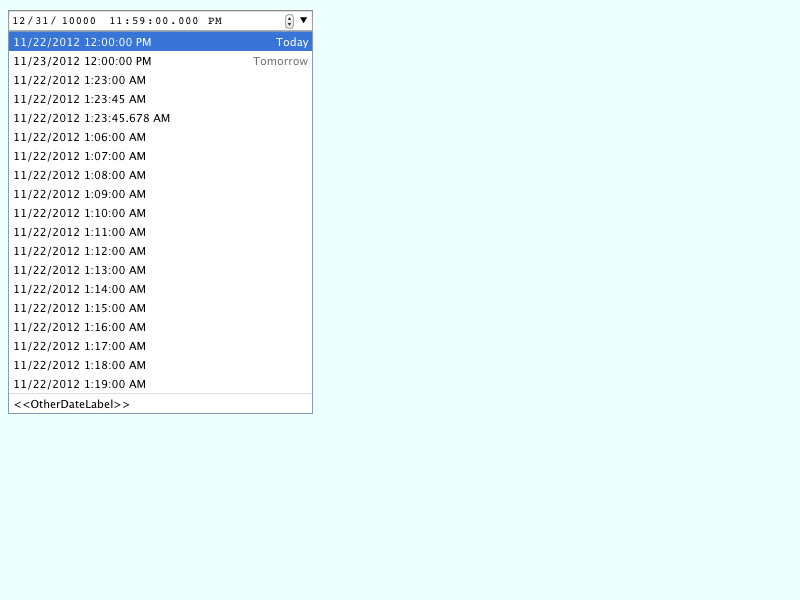 12/31/ 10000 11:59:00.000 PM
11/22/2012 12:00:00 PM Today
11/23/2012 12:00:00 PM Tomorrow
11/22/2012 1:23:00 AM
11/22/2012 1:23:45 AM
11/22/2012 1:23:45.678 AM
11/22/2012 1:06:00 AM
11/22/2012 1:07:00 AM
11/22/2012 1:08:00 AM
11/22/2012 1:09:00 AM
11/22/2012 1:10:00 AM
11/22/2012 1:11:00 AM
11/22/2012 1:12:00 AM
11/22/2012 1:13:00 AM
11/22/2012 1:14:00 AM
11/22/2012 1:15:00 AM
11/22/2012 1:16:00 AM
11/22/2012 1:17:00 AM
11/22/2012 1:18:00 AM
11/22/2012 1:19:00 AM
<<OtherDateLabel>>